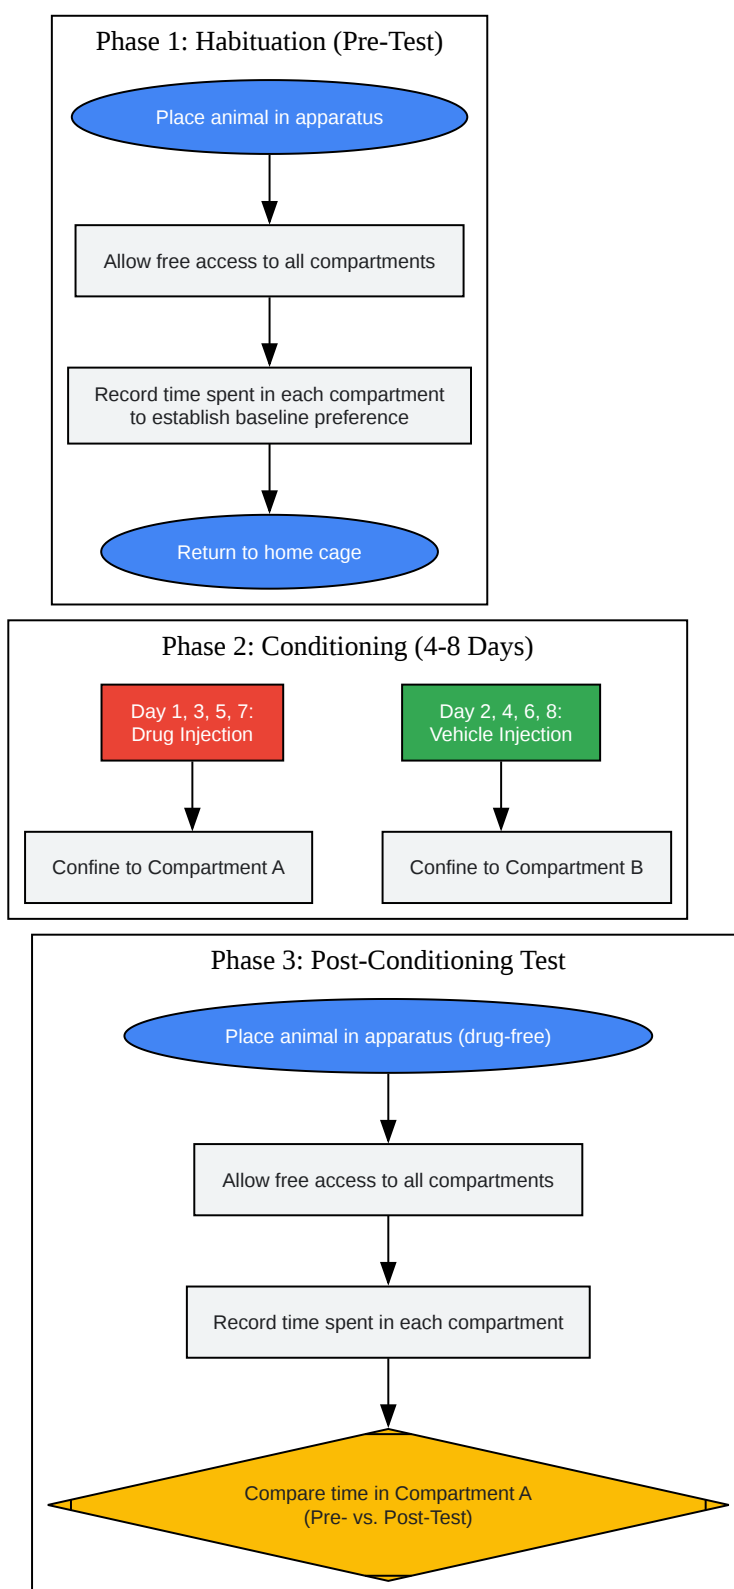 Phase 1: Habituation (Pre-Test)
Place animal in apparatus
Allow free access to all compartments
Record time spent in each compartment
to establish baseline preference
Return to home cage
Phase 2: Conditioning (4-8 Days)
Day 1, 3, 5, 7:
Drug Injection
Day 2, 4, 6, 8:
Vehicle Injection
Confine to Compartment A
Confine to Compartment B
Phase 3: Post-Conditioning Test
Place animal in apparatus (drug-free)
Allow free access to all compartments
Record time spent in each compartment
Compare time in Compartment A
(Pre- vs. Post-Test)